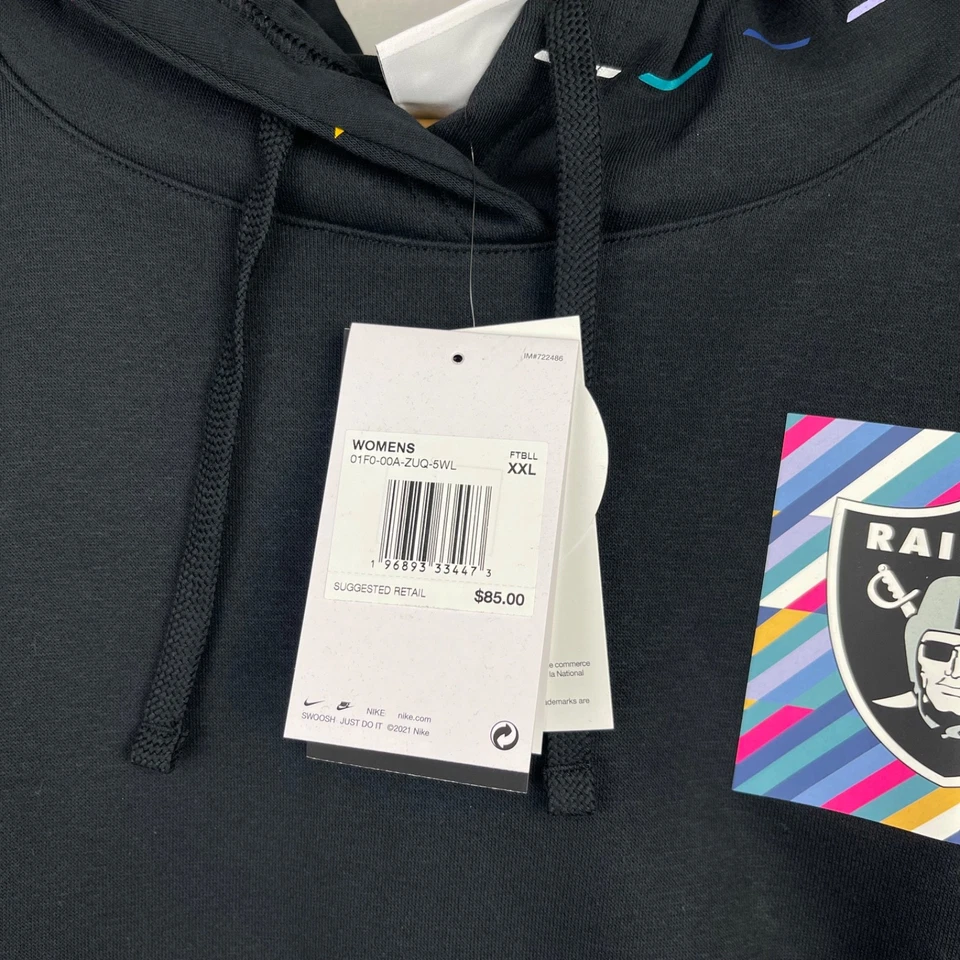 IM#722486
WOMENS
01F0-00A-ZUQ-5WL
FTBLL
XXL
1 96893 33447 3
SUGGESTED RETAIL
$85.00
NIKE nike.com
SWOOSH JUST DO IT ©2021 Nike
commerce
la National
are
RAI